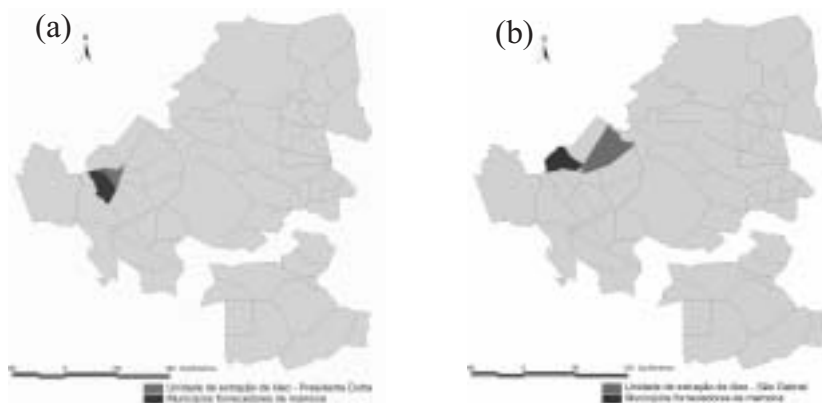 (a)
(b)
Unidade de extração de óleo - Presidente Dutra
Municípios fornecedores de mamona
Unidade de extração de óleo - São Gabriel
Municípios fornecedores de mamona